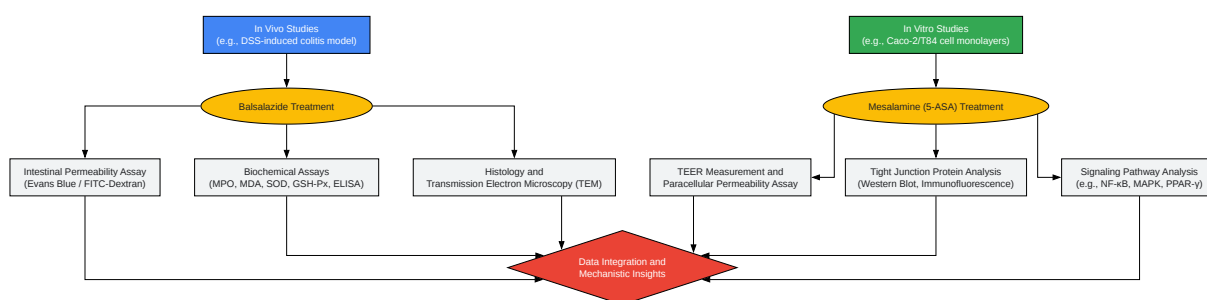 In Vivo Studies
(e.g., DSS-induced colitis model)
In Vitro Studies
(e.g., Caco-2/T84 cell monolayers)
Balsalazide Treatment
Mesalamine (5-ASA) Treatment
Intestinal Permeability Assay
(Evans Blue / FITC-Dextran)
Biochemical Assays
(MPO, MDA, SOD, GSH-Px, ELISA)
Histology and
Transmission Electron Microscopy (TEM)
TEER Measurement and
Paracellular Permeability Assay
Tight Junction Protein Analysis
(Western Blot, Immunofluorescence)
Signaling Pathway Analysis
(e.g., NF-κB, MAPK, PPAR-γ)
Data Integration and
Mechanistic Insights